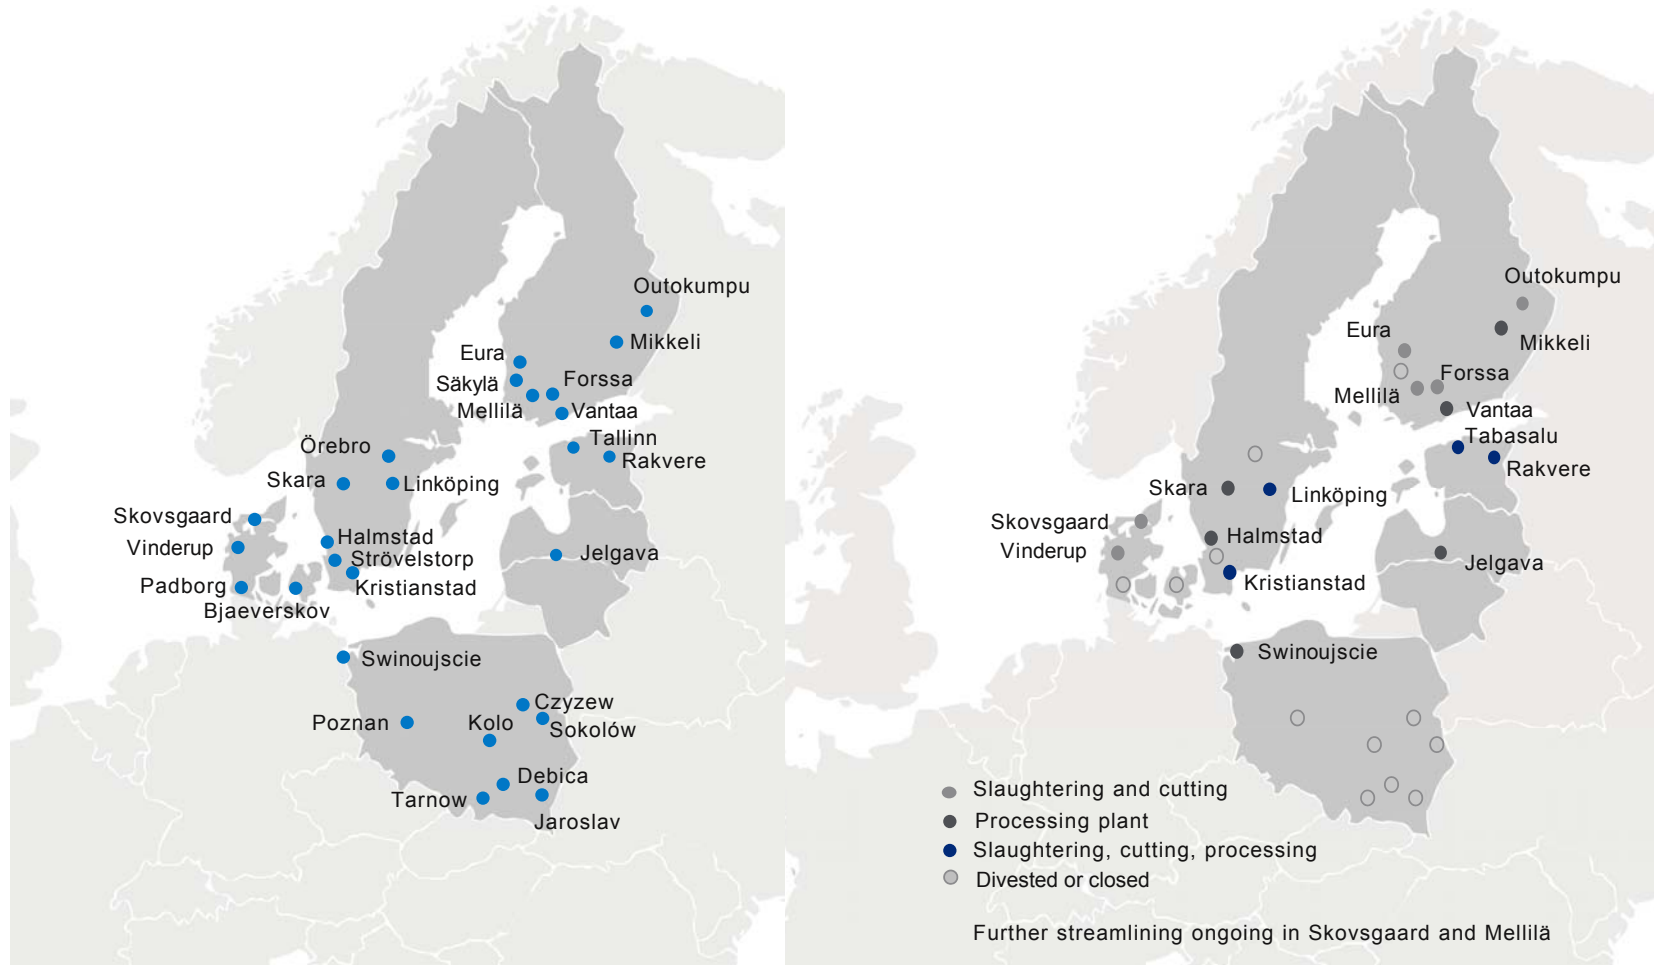 Outokumpu
Mikkeli
Eura
Säkylä
Forssa
Mellilä
Vantaa
Tallinn
Rakvere
Örebro
Skara
Linköping
Skovsgaard
Halmstad
Vinderup
Strövelstorp
Jelgava
Padborg
Kristianstad
Bjaeverskov
Swinoujscie
Czyzew
Poznan
Kolo
Sokolów
Debica
Tarnow
Jaroslav
Outokumpu
Eura
Mikkeli
Forssa
Mellilä
Vantaa
Tabasalu
Rakvere
Skara
Linköping
Skovsgaard
Halmstad
Vinderup
Jelgava
Kristianstad
Swinoujscie
Slaughtering and cutting
Processing plant
Slaughtering, cutting, processing
Divested or closed
Further streamlining ongoing in Skovsgaard and Mellilä